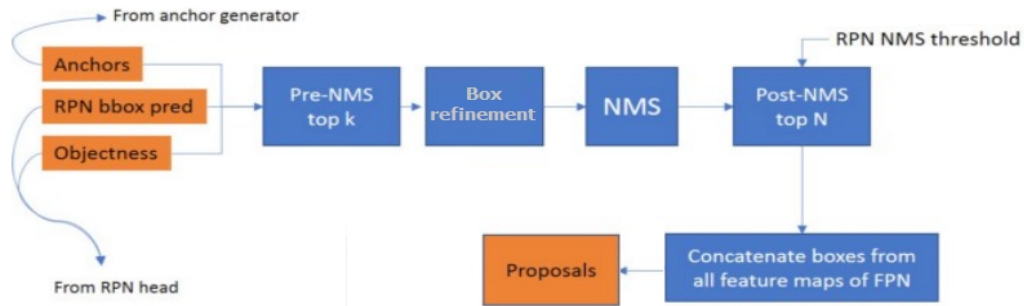 From anchor generator
Anchors
RPN bbox pred
Objectness
From RPN head
Pre-NMS
top k
Box
refinement
NMS
RPN NMS threshold
Post-NMS
top N
Concatenate boxes from
all feature maps of FPN
Proposals